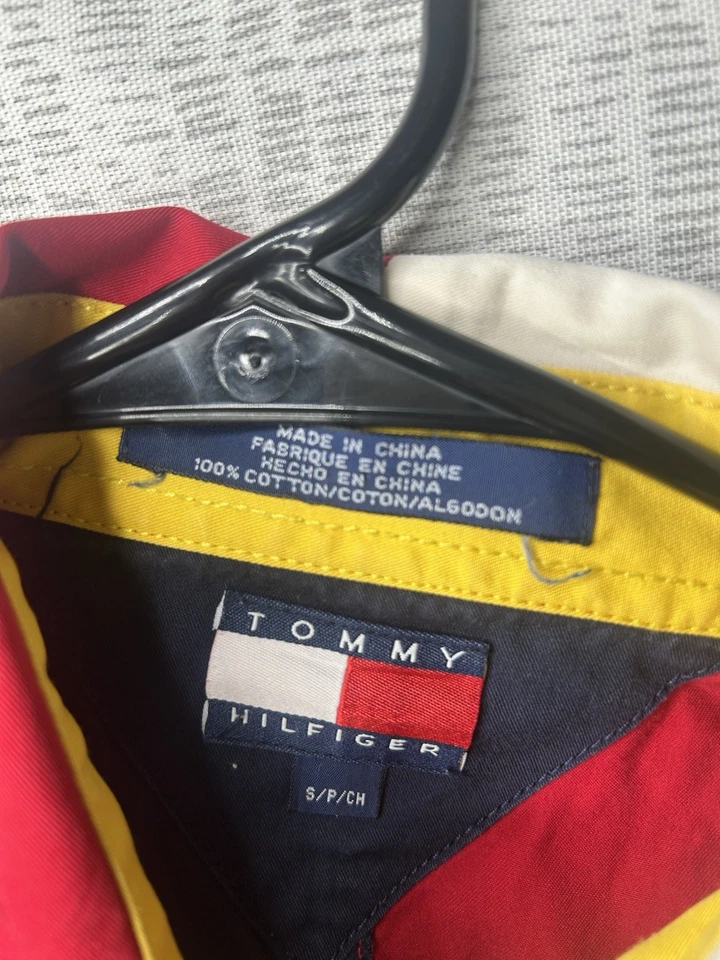 MADE IN CHINA
FABRIQUE EN CHINE
HECHO EN CHINA
100% COTTON/COTON/ALGODON
TOMMY
HILFIGER
S/P/CH